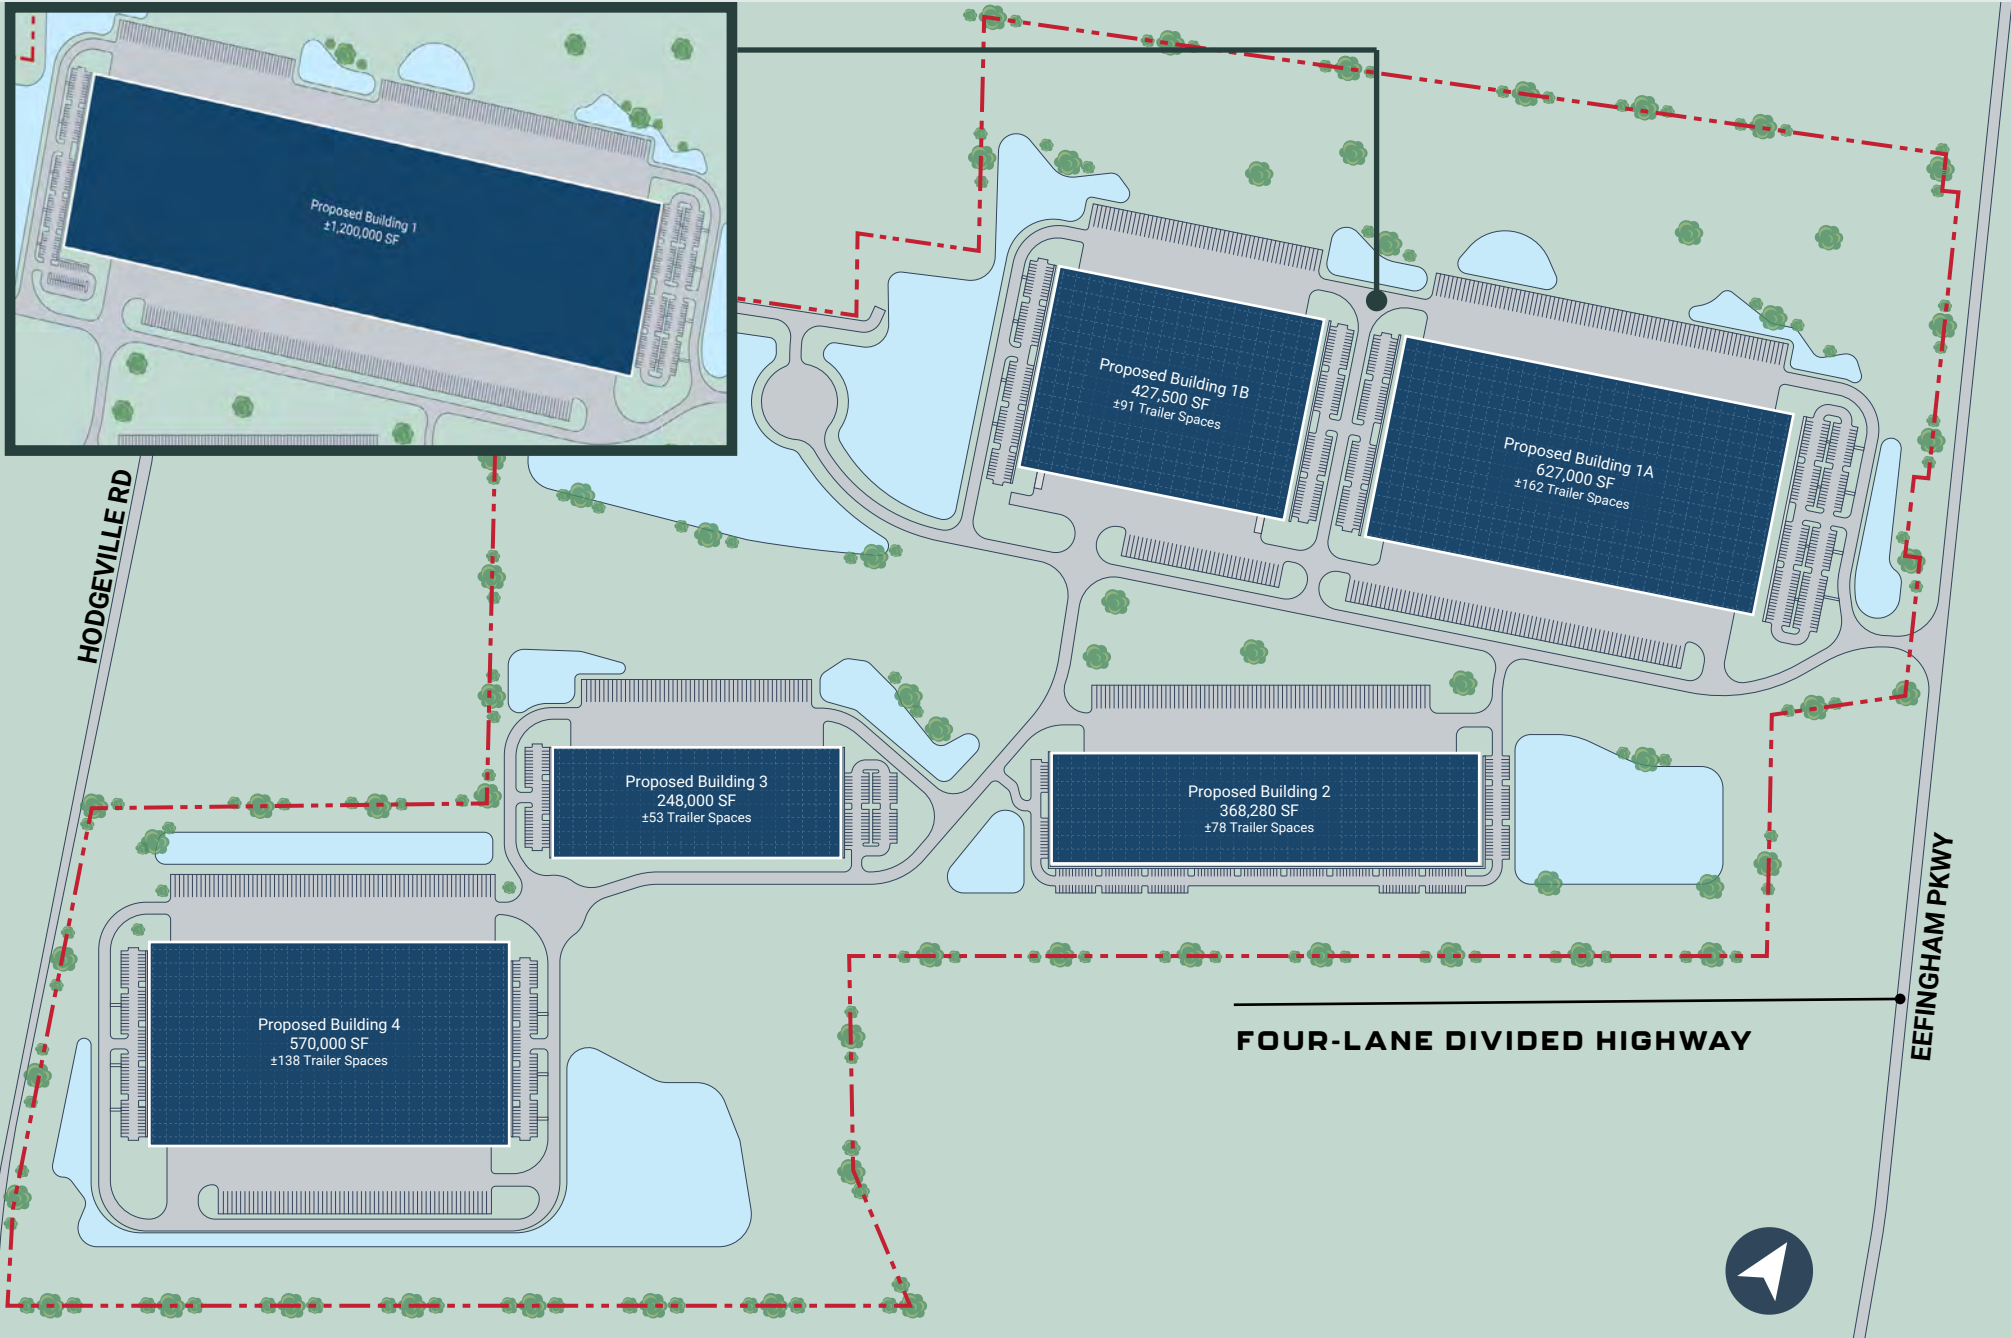 Proposed Building 1
±1,200,000 SF
Proposed Building 1B
427,500 SF
±91 Trailer Spaces
Proposed Building 1A
627,000 SF
±162 Trailer Spaces
HODGEVILLE RD
Proposed Building 3
248,000 SF
±53 Trailer Spaces
Proposed Building 2
368,280 SF
±78 Trailer Spaces
Proposed Building 4
570,000 SF
±138 Trailer Spaces
FOUR-LANE DIVIDED HIGHWAY
EEFINGHAM PKWY